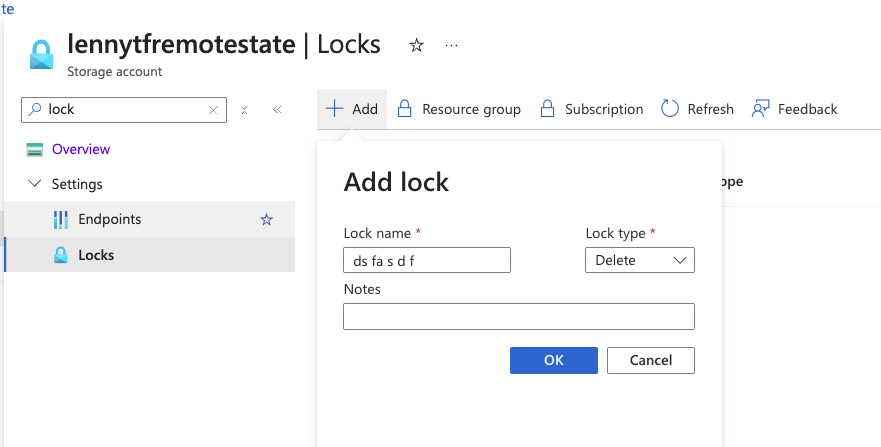 te
lennytfremotestate | Locks
Storage account
lock
Add Resource group Subscription Refresh Feedback
Overview
Settings
Endpoints
Locks
ope
Add lock
Lock name * Lock type *
ds fa s d f Delete
Notes
OK Cancel